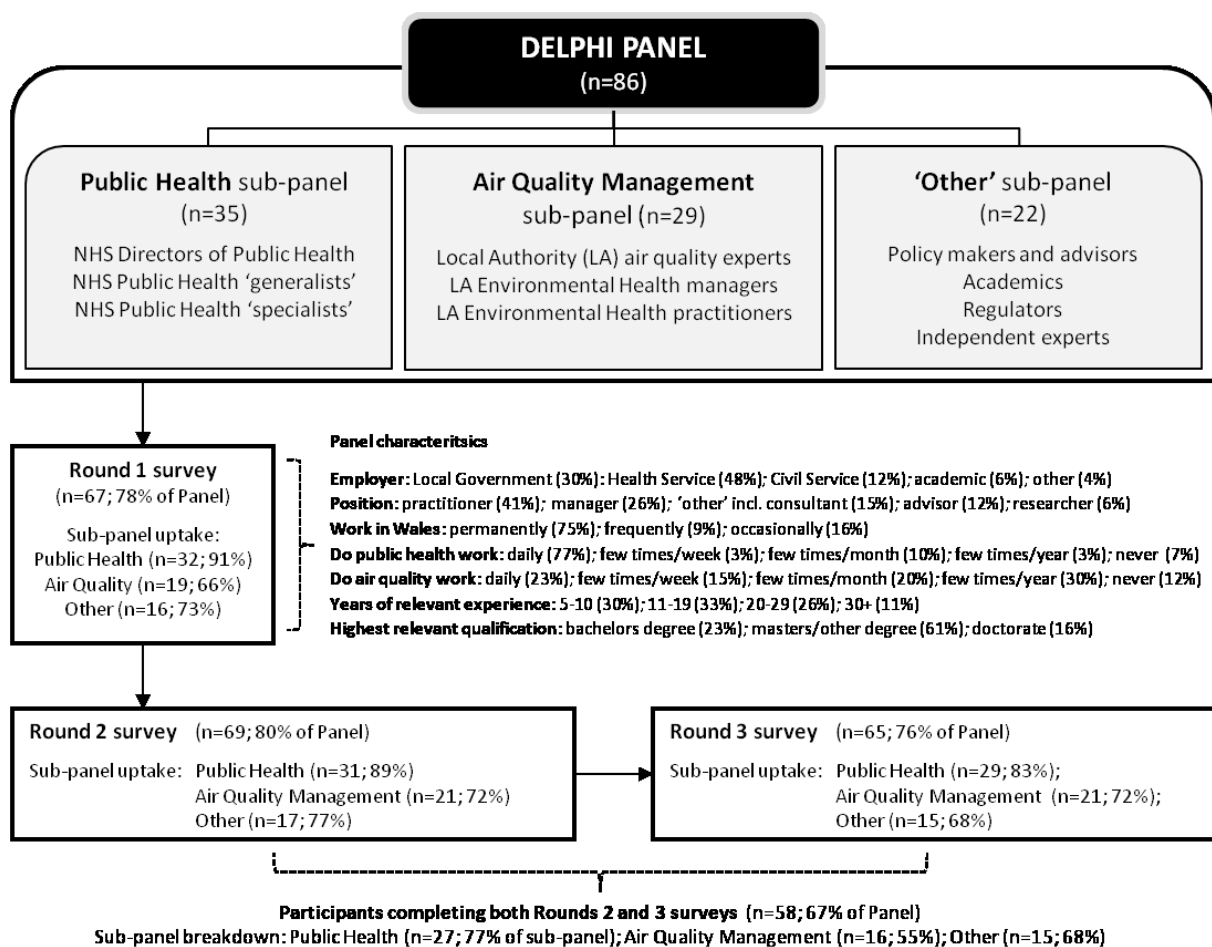 DELPHI PANEL
(n=86)
Public Health sub-panel
(n=35)
NHS Directors of Public Health
NHS Public Health ‘generalists’
NHS Public Health ‘specialists’
Air Quality Management
sub-panel (n=29)
Local Authority (LA) air quality experts
LA Environmental Health managers
LA Environmental Health practitioners
‘Other’ sub-panel
(n=22)
Policy makers and advisors
Academics
Regulators
Independent experts
Round 1 survey
(n=67; 78% of Panel)
Sub-panel uptake:
Public Health (n=32; 91%)
Air Quality (n=19; 66%)
Other (n=16; 73%)
Panel characteritsics
Employer: Local Government (30%): Health Service (48%); Civil Service (12%); academic (6%); other (4%)
Position: practitioner (41%); manager (26%); ‘other’ incl. consultant (15%); advisor (12%); researcher (6%)
Work in Wales: permanently (75%); frequently (9%); occasionally (16%)
Do public health work: daily (77%); few times/week (3%); few times/month (10%); few times/year (3%); never (7%)
Do air quality work: daily (23%); few times/week (15%); few times/month (20%); few times/year (30%); never (12%)
Years of relevant experience: 5-10 (30%); 11-19 (33%); 20-29 (26%); 30+ (11%)
Highest relevant qualification: bachelors degree (23%); masters/other degree (61%); doctorate (16%)
Round 2 survey (n=69; 80% of Panel)
Sub-panel uptake: Public Health (n=31; 89%)
Air Quality Management (n=21; 72%)
Other (n=17; 77%)
Round 3 survey (n=65; 76% of Panel)
Sub-panel uptake: Public Health (n=29; 83%);
Air Quality Management (n=21; 72%);
Other (n=15; 68%)
Participants completing both Rounds 2 and 3 surveys (n=58; 67% of Panel)
Sub-panel breakdown: Public Health (n=27; 77% of sub-panel); Air Quality Management (n=16; 55%); Other (n=15; 68%)